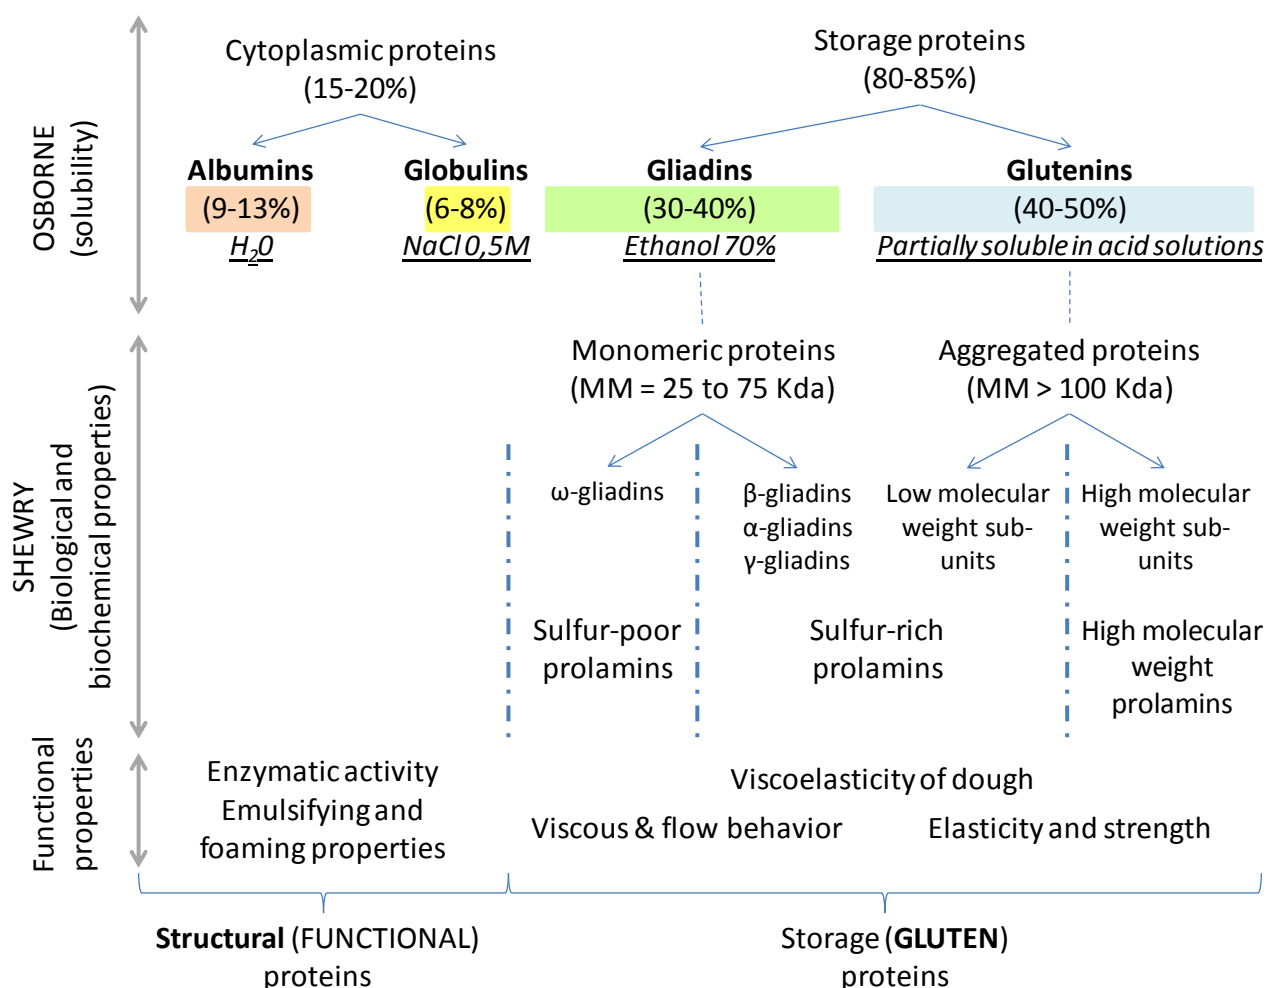 OSBORNE
(solubility)
Cytoplasmic proteins
(15-20%)
Storage proteins
(80-85%)
Albumins
(9-13%)
H20
Globulins
(6-8%)
NaCl 0,5M
Gliadins
(30-40%)
Ethanol 70%
Glutenins
(40-50%)
Partially soluble in acid solutions
SHEWRY
(Biological and
biochemical properties)
Monomeric proteins
(MM = 25 to 75 Kda)
Aggregated proteins
(MM > 100 Kda)
ω-gliadins
β-gliadins
α-gliadins
γ-gliadins
Low molecular
weight sub-
units
High molecular
weight sub-
units
Sulfur-poor
prolamins
Sulfur-rich
prolamins
High molecular
weight
prolamins
Functional
properties
Enzymatic activity
Emulsifying and
foaming properties
Viscoelasticity of dough
Viscous & flow behavior
Elasticity and strength
Structural (FUNCTIONAL)
proteins
Storage (GLUTEN)
proteins